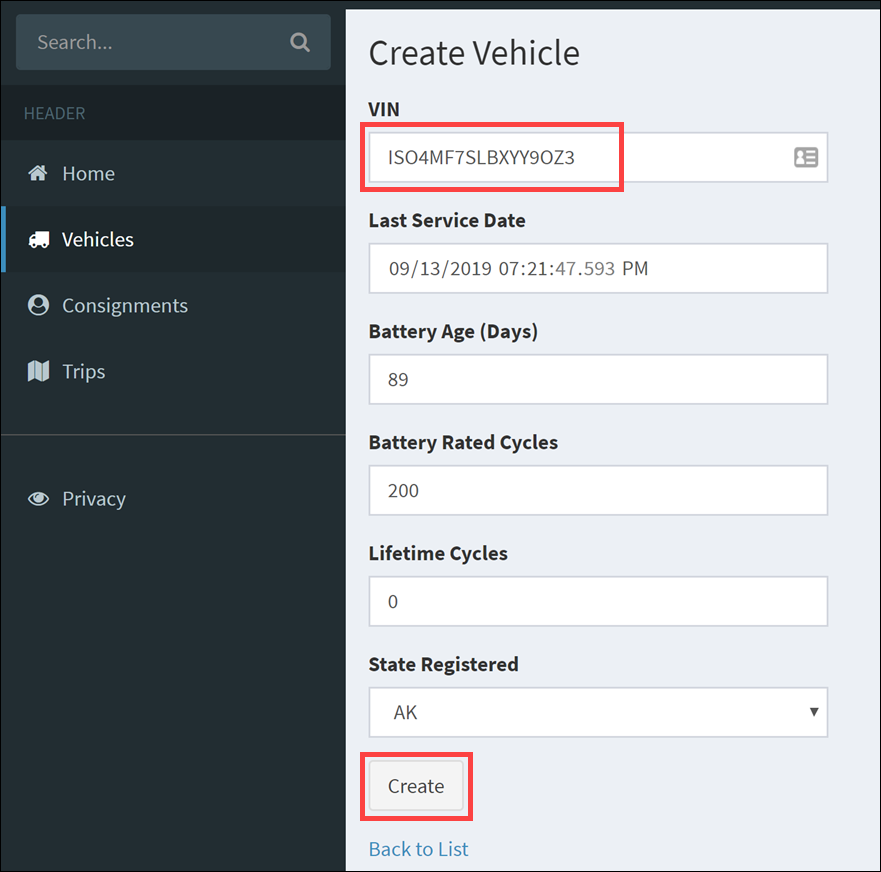 Search...
HEADER
Home
Vehicles
Consignments
Trips
Privacy
Create Vehicle
VIN
ISO4MF7SLBXYY9OZ3
Last Service Date
09/13/2019 07:21:47.593 PM
Battery Age (Days)
89
Battery Rated Cycles
200
Lifetime Cycles
0
State Registered
AK
Create
Back to List